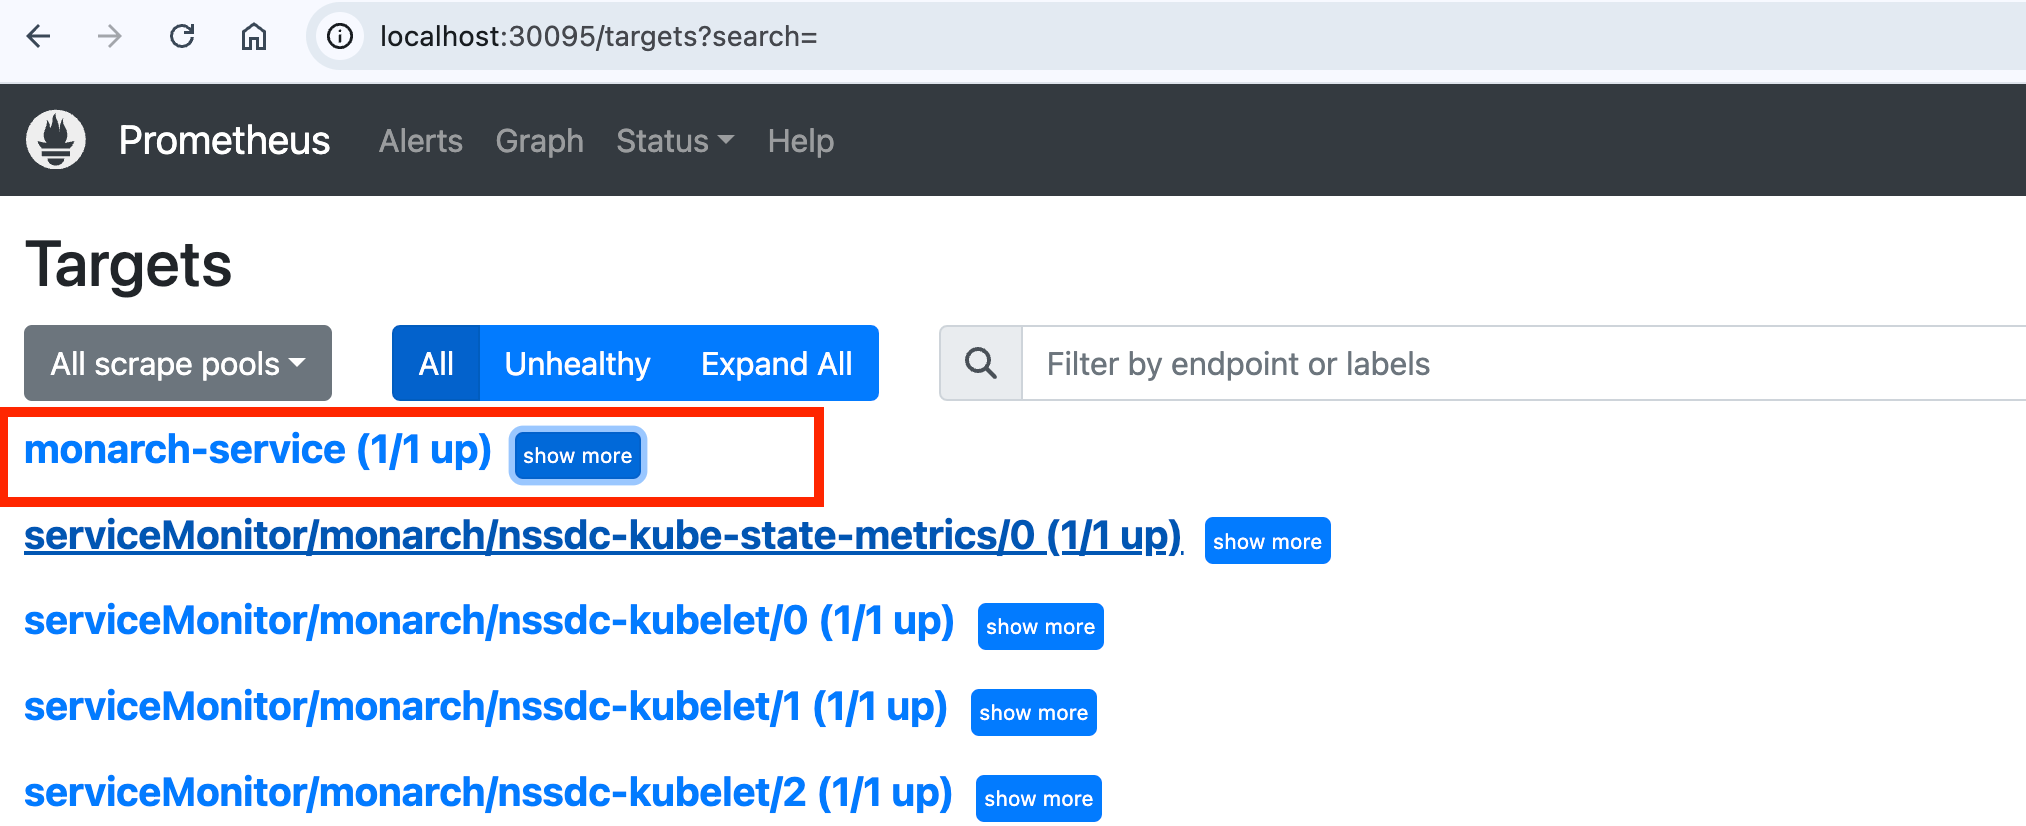 localhost:30095/targets?search=
Prometheus Alerts Graph Status Help
Targets
All scrape pools All Unhealthy Expand All Filter by endpoint or labels
monarch-service (1/1 up) show more
serviceMonitor/monarch/nssdc-kube-state-metrics/0 (1/1 up) show more
serviceMonitor/monarch/nssdc-kubelet/0 (1/1 up) show more
serviceMonitor/monarch/nssdc-kubelet/1 (1/1 up) show more
serviceMonitor/monarch/nssdc-kubelet/2 (1/1 up) show more